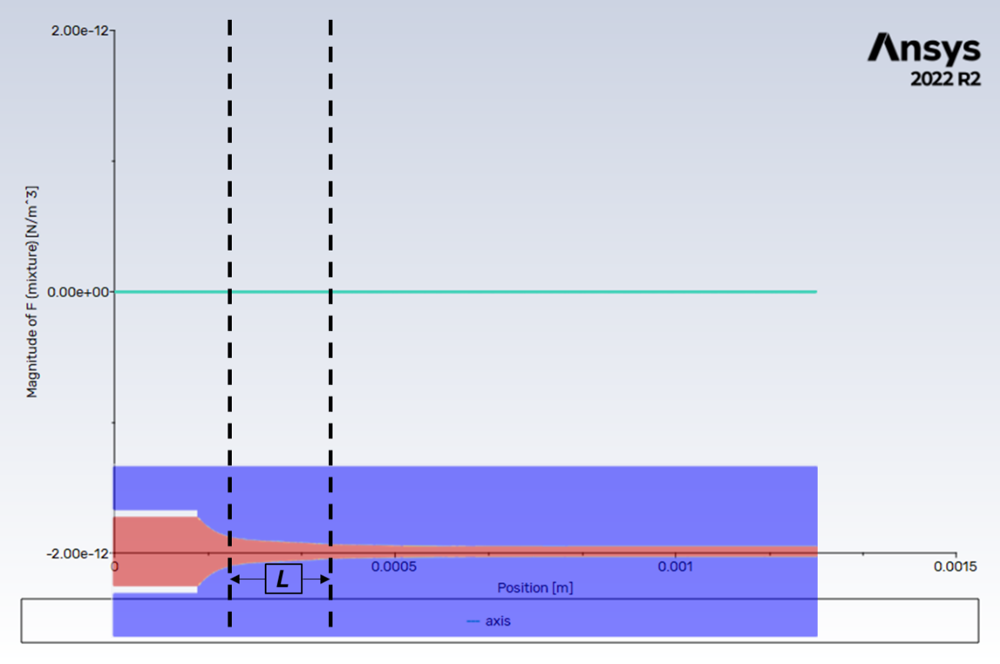 Ansys
2022 R2
2.00e-12
0.00e+00
-2.00e-12
Magnitude of F (mixture) [N/m^3]
0
0.0005
0.001
0.0015
L
Position [m]
axis